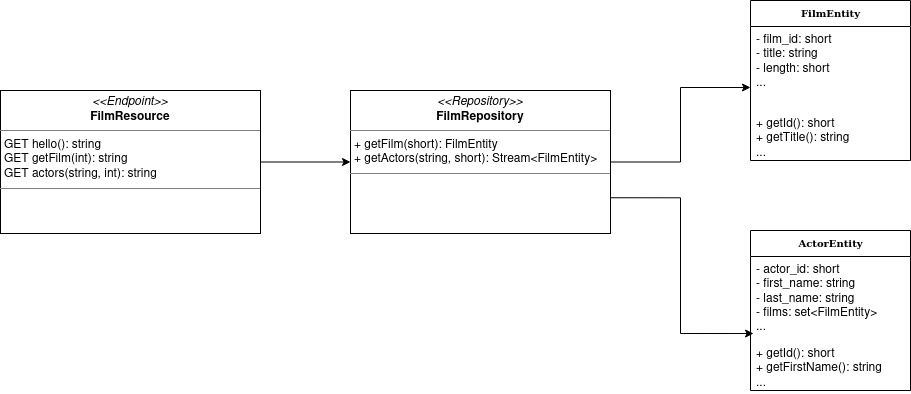 <<Endpoint>>
FilmResource
GET hello(): string
GET getFilm(int): string
GET actors(string, int): string
<<Repository>>
FilmRepository
+ getFilm(short): FilmEntity
+ getActors(string, short): Stream<FilmEntity>
FilmEntity
- film_id: short
- title: string
- length: short
...
+ getId(): short
+ getTitle(): string
...
ActorEntity
- actor_id: short
- first_name: string
- last_name: string
- films: set<FilmEntity>
...
+ getId(): short
+ getFirstName(): string
...